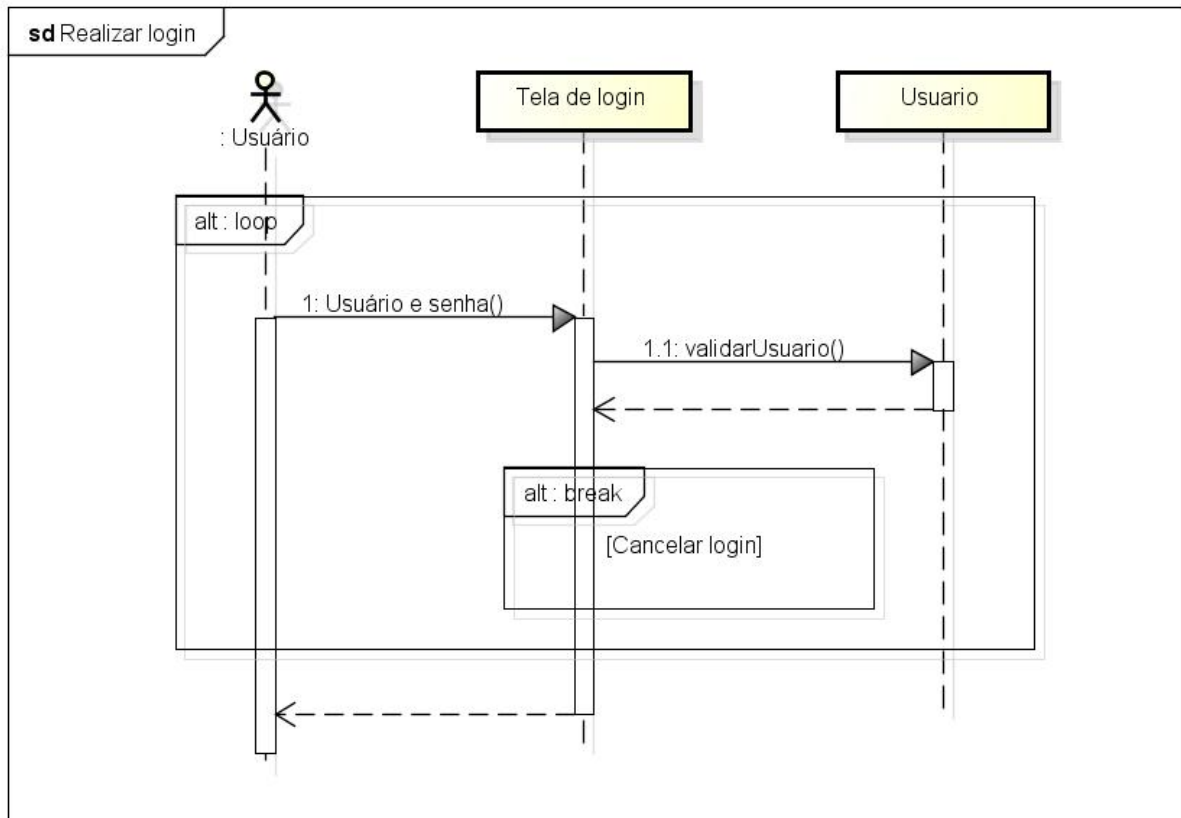 sd Realizar login
: Usuário
Tela de login
Usuario
alt : loop
1: Usuário e senha()
1.1: validarUsuario()
alt : break
[Cancelar login]